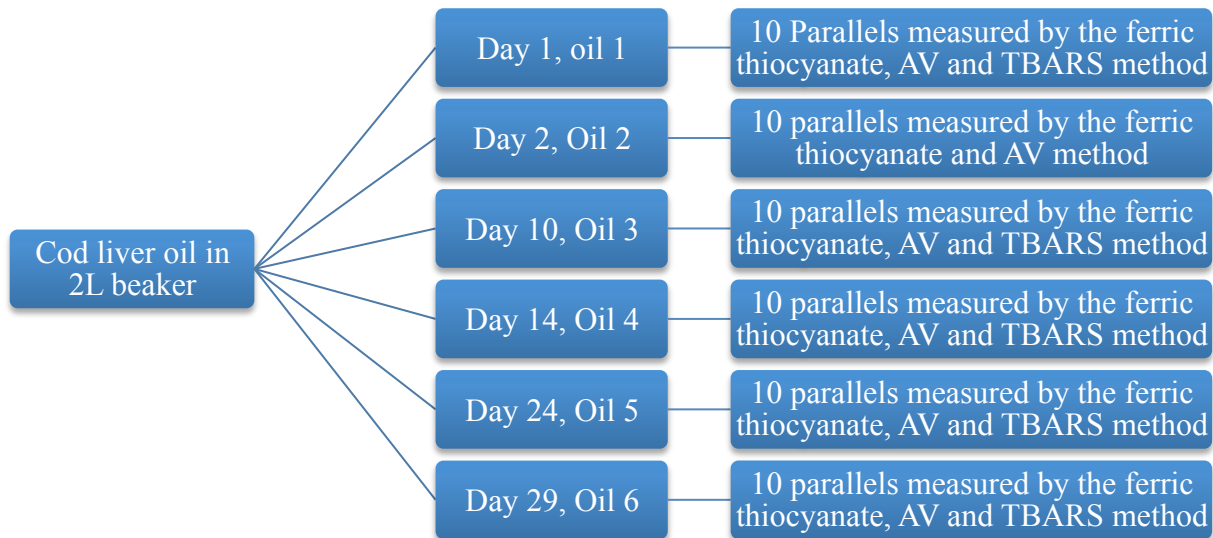 Cod liver oil in
2L beaker
Day 1, oil 1
10 Parallels measured by the ferric
thiocyanate, AV and TBARS method
Day 2, Oil 2
10 parallels measured by the ferric
thiocyanate and AV method
Day 10, Oil 3
10 parallels measured by the ferric
thiocyanate, AV and TBARS method
Day 14, Oil 4
10 parallels measured by the ferric
thiocyanate, AV and TBARS method
Day 24, Oil 5
10 parallels measured by the ferric
thiocyanate, AV and TBARS method
Day 29, Oil 6
10 parallels measured by the ferric
thiocyanate, AV and TBARS method